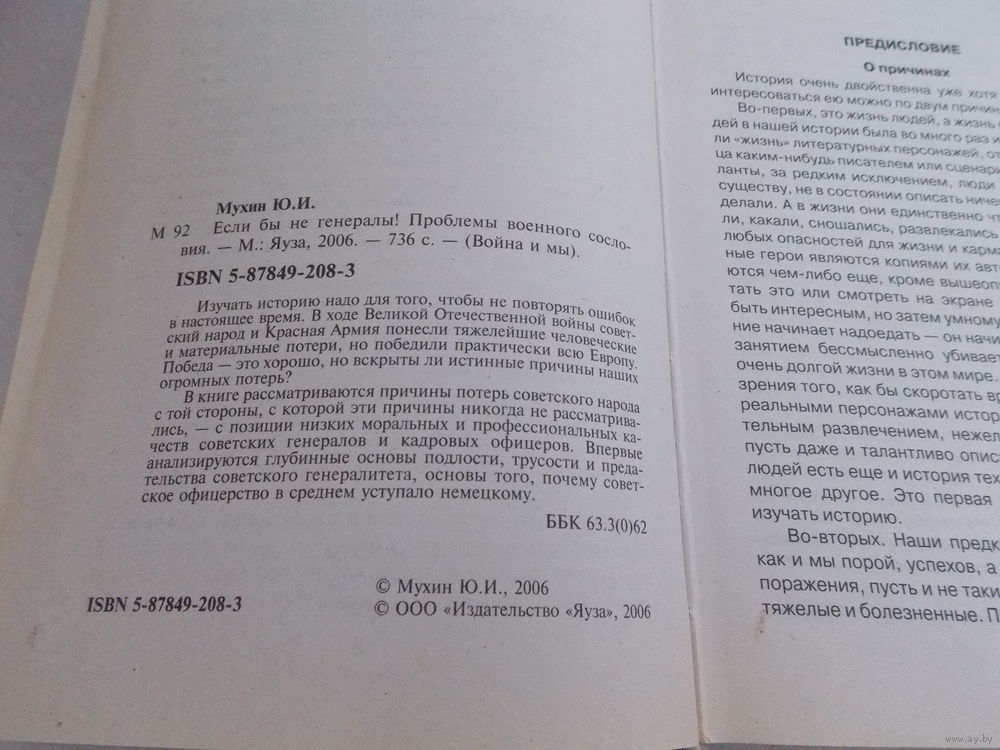 Мухин Ю.И.
М 92 Если бы не генералы! Проблемы военного сосло-
вия. — М.: Яуза, 2006. — 736 с. — (Война и мы).
ISBN 5-87849-208-3
Изучать историю надо для того, чтобы не повторять ошибок
в настоящее время. В ходе Великой Отечественной войны совет-
ский народ и Красная Армия понесли тяжелейшие человеческие
и материальные потери, но победили практически всю Европу.
Победа — это хорошо, но вскрыты ли истинные причины наших
огромных потерь?
В книге рассматриваются причины потерь советского народа
с той стороны, с которой эти причины никогда не рассматрива-
лись, — с позиции низких моральных и профессиональных ка-
честв советских генералов и кадровых офицеров. Впервые
анализируются глубинные основы подлости, трусости и преда-
тельства советского генералитета, основы того, почему совет-
ское офицерство в среднем уступало немецкому.
ББК 63.3(0)62
© Мухин Ю.И., 2006
ISBN 5-87849-208-3 © ООО «Издательство «Яуза», 2006
ПРЕДИСЛОВИЕ
О причинах
История очень двойственна уже хотя
интересоваться ею можно по двум причин
Во-первых, это жизнь людей, а жизнь
дей в нашей истории была во много раз и
ли «жизнь» литературных персонажей, от
ца каким-нибудь писателем или сценари
ланты, за редким исключением, люди
существу, не в состоянии описать ничег
делали. А в жизни они единственно чт
ли, какали, сношались, развлекались
любых опасностей для жизни и карма
ные герои являются копиями их авт
ются чем-либо еще, кроме вышеопи
тать это или смотреть на экране
быть интересным, но затем умному
ние начинает надоедать — он начи
занятием бессмысленно убивает
очень долгой жизни в этом мире.
зрения того, как бы скоротать вр
реальными персонажами истор
тельным развлечением, нежел
пусть даже и талантливо опис
людей есть еще и история тех
многое другое. Это первая
изучать историю.
Во-вторых. Наши предк
как и мы порой, успехов, а
поражения, пусть и не таки
тяжелые и болезненные. П
www.ay.by